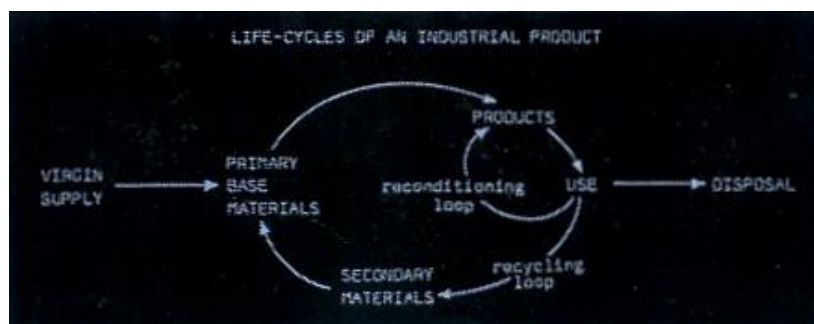 LIFE-CYCLES OF AN INDUSTRIAL PRODUCT
PRODUCTS
PRIMARY
BASE
MATERIALS
VIRGIN
SUPPLY
reconditioning
loop
USE
DISPOSAL
recycling
loop
SECONDARY
MATERIALS